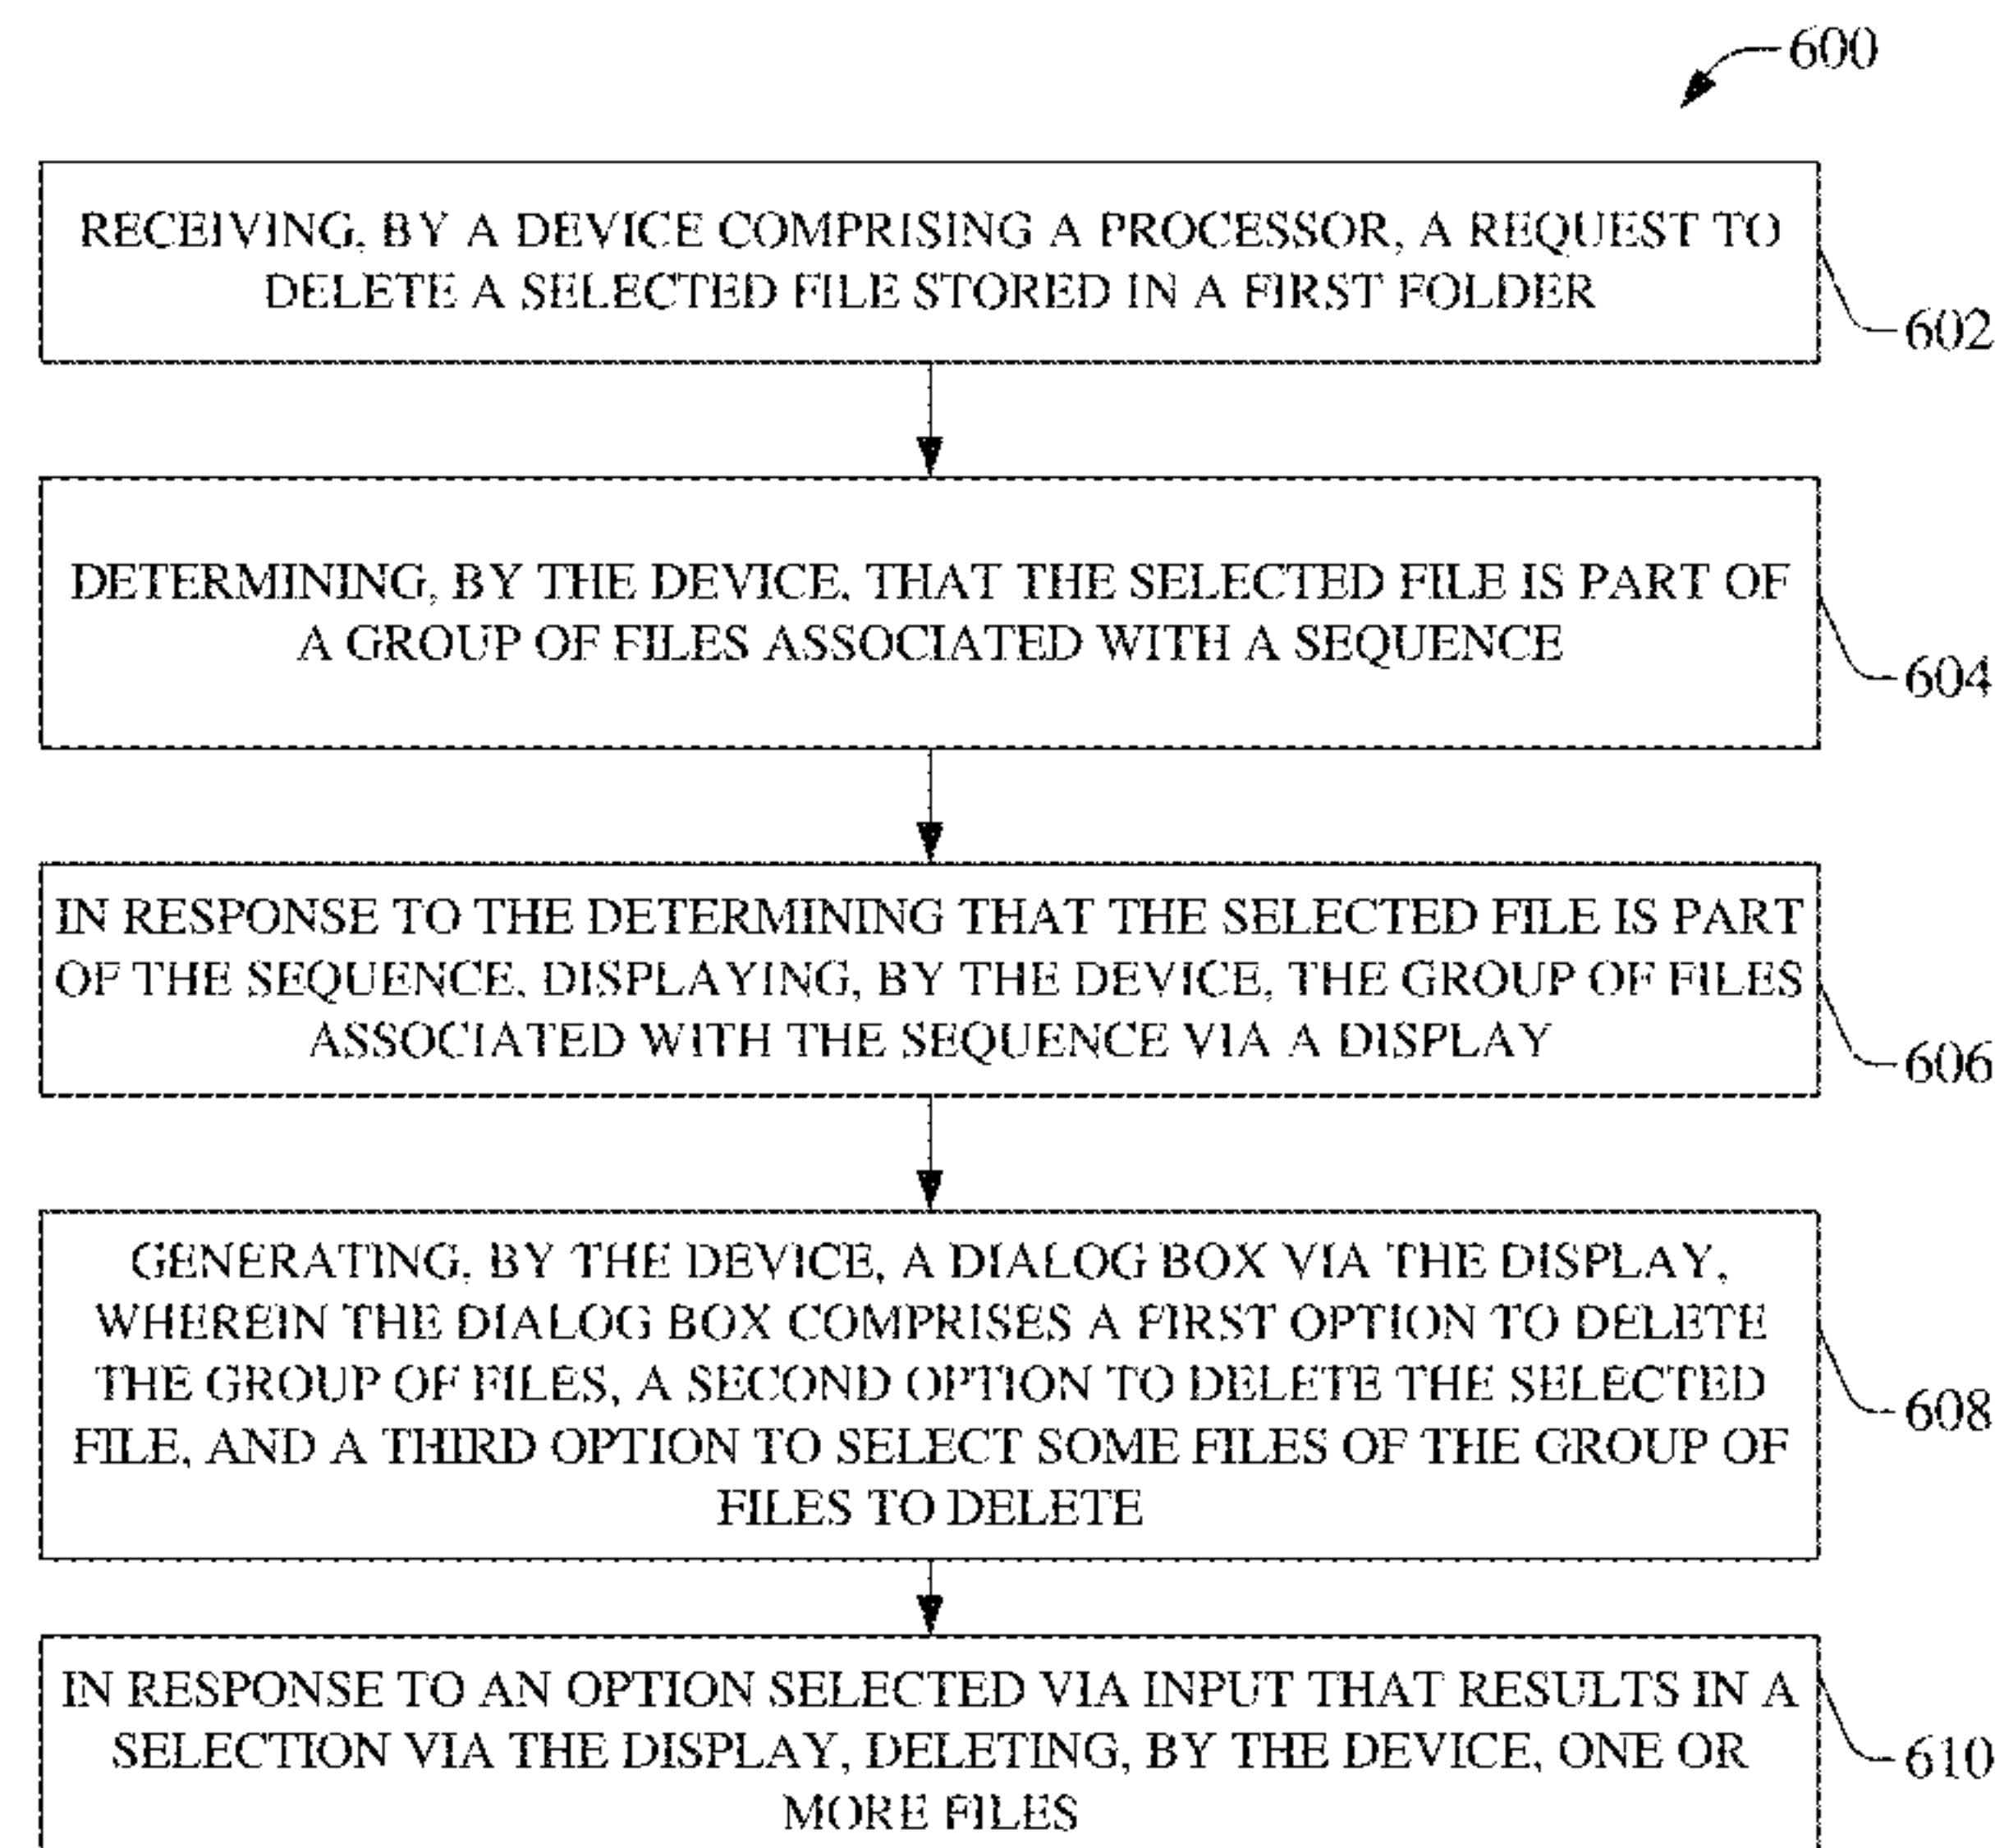 600
RECEIVING, BY A DEVICE COMPRISING A PROCESSOR, A REQUEST TO
DELETE A SELECTED FILE STORED IN A FIRST FOLDER
602
DETERMINING, BY THE DEVICE, THAT THE SELECTED FILE IS PART OF
A GROUP OF FILES ASSOCIATED WITH A SEQUENCE
604
IN RESPONSE TO THE DETERMINING THAT THE SELECTED FILE IS PART
OF THE SEQUENCE, DISPLAYING, BY THE DEVICE, THE GROUP OF FILES
ASSOCIATED WITH THE SEQUENCE VIA A DISPLAY
606
GENERATING, BY THE DEVICE, A DIALOG BOX VIA THE DISPLAY,
WHEREIN THE DIALOG BOX COMPRISES A FIRST OPTION TO DELETE
THE GROUP OF FILES, A SECOND OPTION TO DELETE THE SELECTED
FILE, AND A THIRD OPTION TO SELECT SOME FILES OF THE GROUP OF
FILES TO DELETE
608
IN RESPONSE TO AN OPTION SELECTED VIA INPUT THAT RESULTS IN A
SELECTION VIA THE DISPLAY, DELETING, BY THE DEVICE, ONE OR
MORE FILES
610